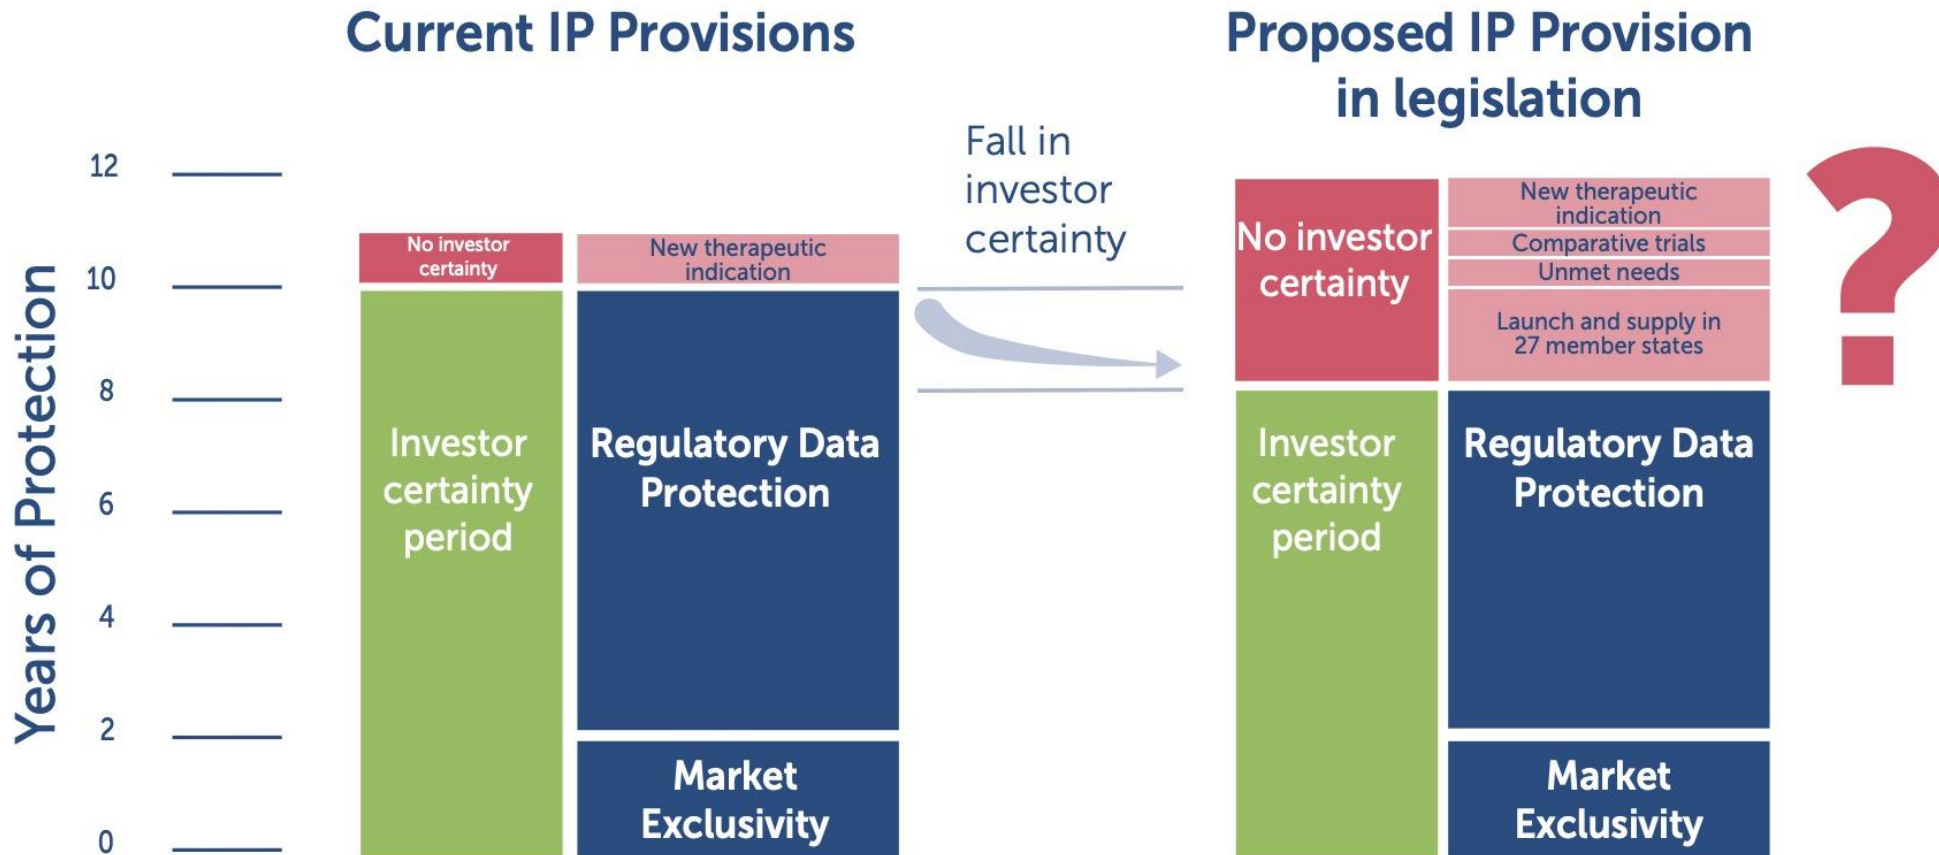 Current IP Provisions
Proposed IP Provision
in legislation
Years of Protection
12
10
8
6
4
2
0
No investor
certainty
New therapeutic
indication
Investor
certainty
period
Regulatory Data
Protection
Market
Exclusivity
Fall in
investor
certainty
No investor
certainty
New therapeutic
indication
Comparative trials
Unmet needs
Launch and supply in
27 member states
Investor
certainty
period
Regulatory Data
Protection
Market
Exclusivity
?